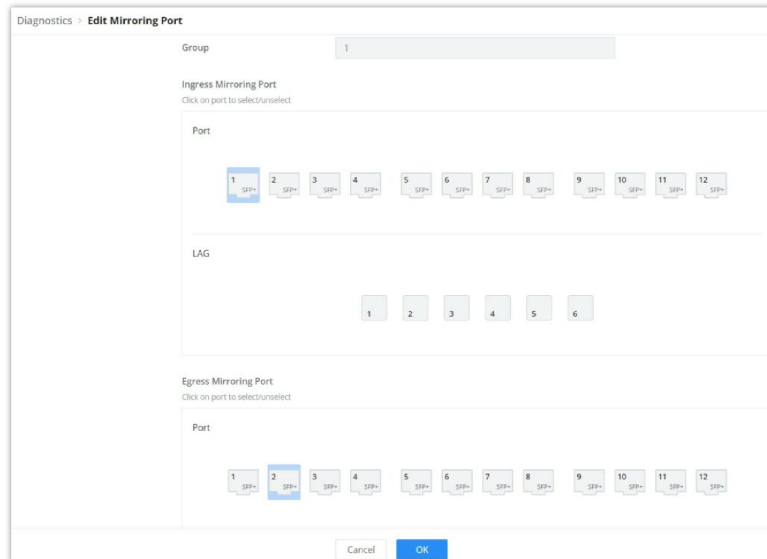 Diagnostics > Edit Mirroring Port
Group 1
Ingress Mirroring Port
Click on port to select/unselect
Port
1 SFP+ 2 SFP+ 3 SFP+ 4 SFP+ 5 SFP+ 6 SFP+ 7 SFP+ 8 SFP+ 9 SFP+ 10 SFP+ 11 SFP+ 12 SFP+
LAG
1 2 3 4 5 6
Egress Mirroring Port
Click on port to select/unselect
Port
1 SFP+ 2 SFP+ 3 SFP+ 4 SFP+ 5 SFP+ 6 SFP+ 7 SFP+ 8 SFP+ 9 SFP+ 10 SFP+ 11 SFP+ 12 SFP+
Cancel OK